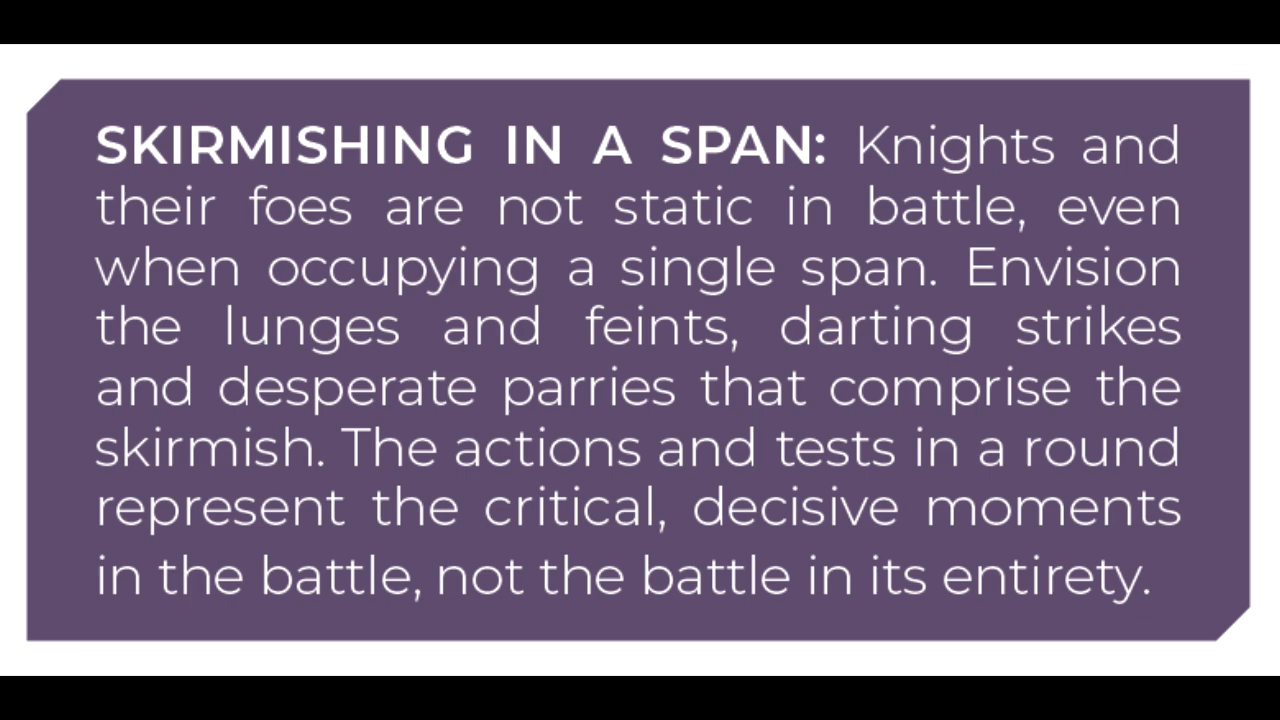 SKIRMISHING IN A SPAN: Knights and
their foes are not static in battle, even
when occupying a single span. Envision
the lunges and feints, darting strikes
and desperate parries that comprise the
skirmish. The actions and tests in a round
represent the critical, decisive moments
in the battle, not the battle in its entirety.